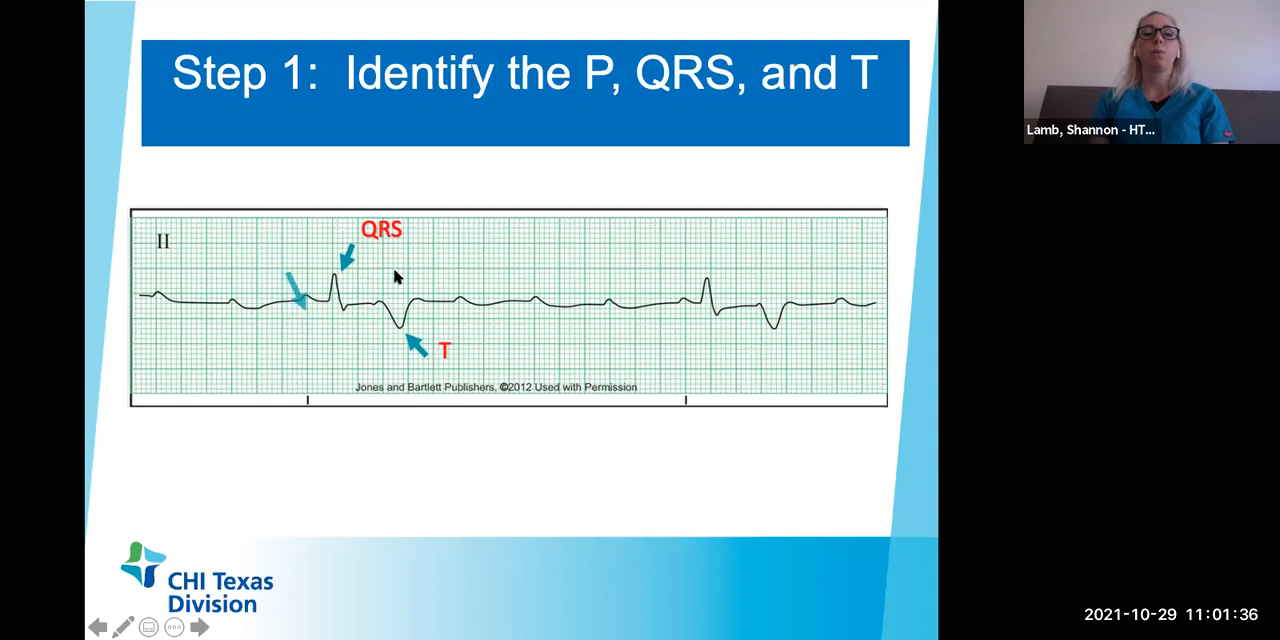 Step 1: Identify the P, QRS, and T
Lamb, Shannon - HT...
II
QRS
T
Jones and Bartlett Publishers, ©2012 Used with Permission
CHI Texas
Division
2021-10-29 11:01:36